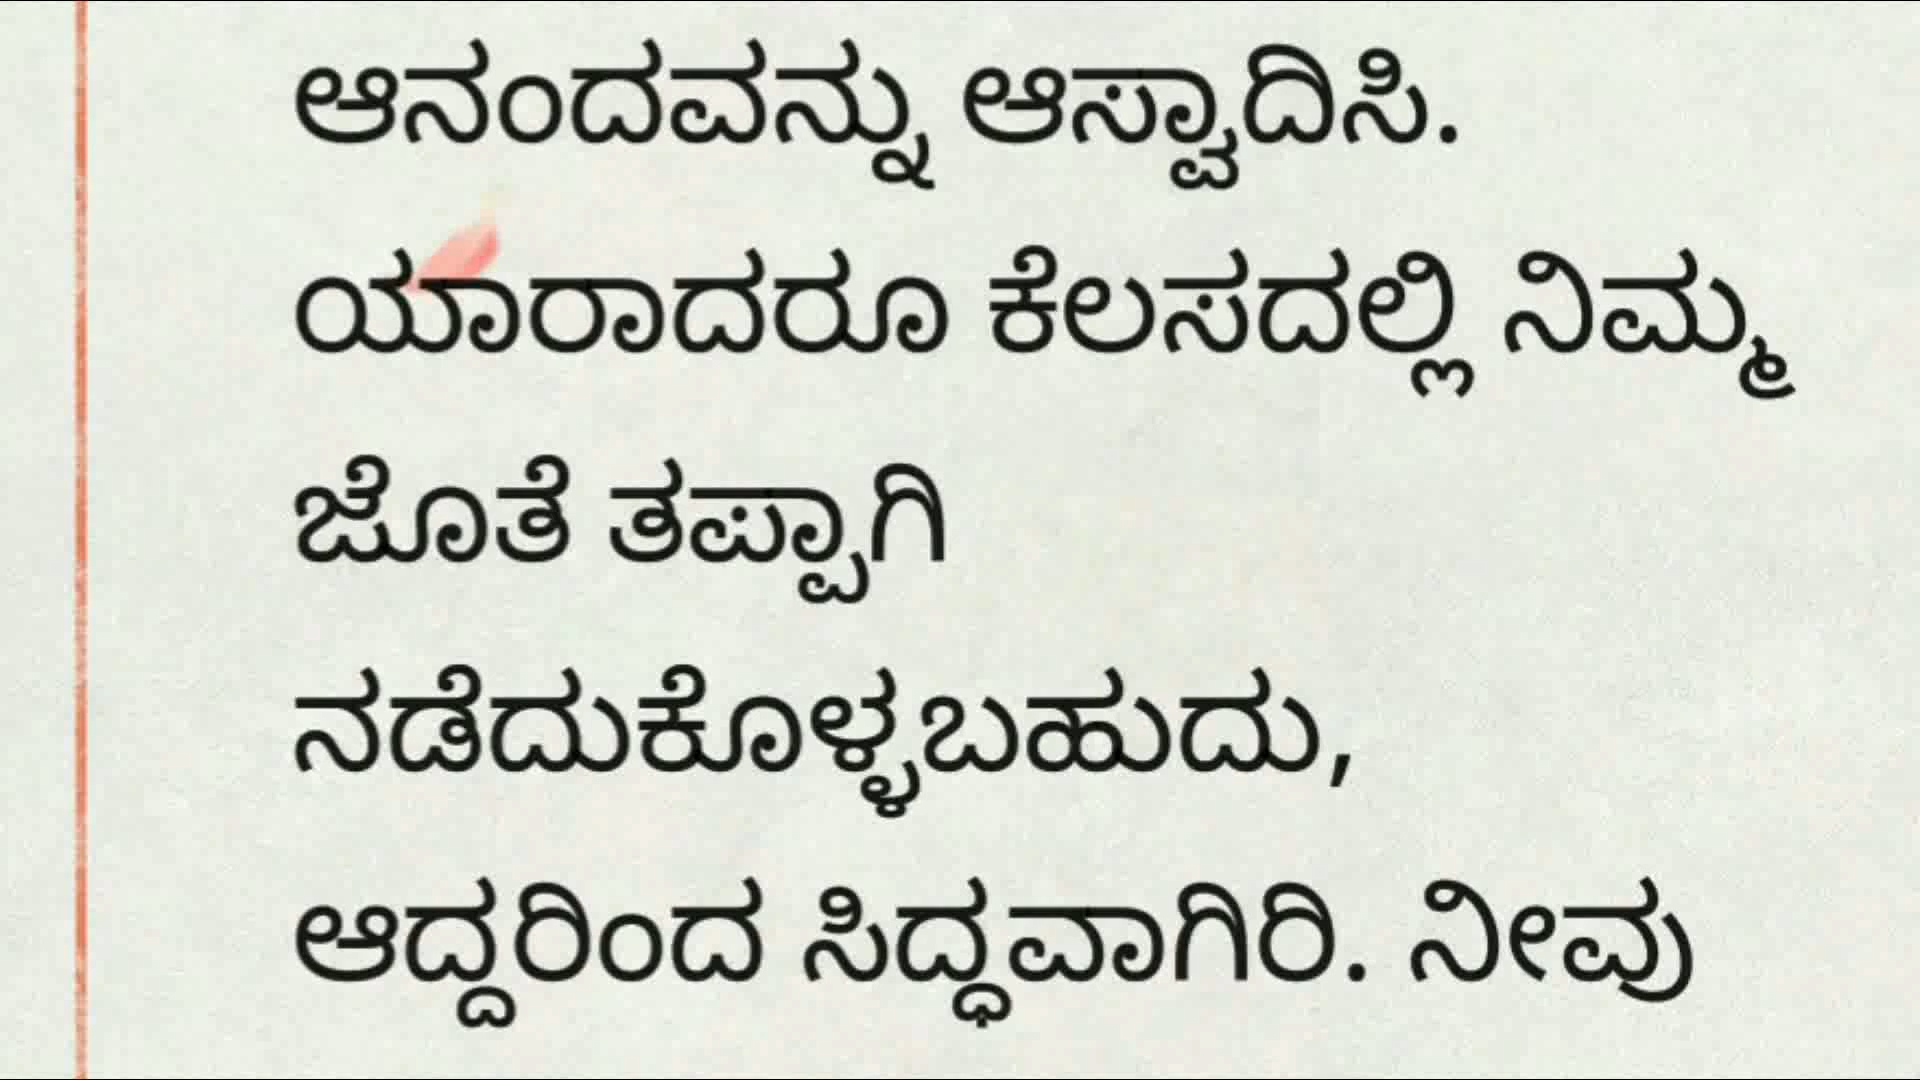 ಆನಂದವನ್ನು ಆಸ್ವಾದಿಸಿ.
ಯಾರಾದರೂ ಕೆಲಸದಲ್ಲಿ ನಿಮ್ಮ
ಜೊತೆ ತಪ್ಪಾಗಿ
ನಡೆದುಕೊಳ್ಳಬಹುದು,
ಆದ್ದರಿಂದ ಸಿದ್ಧವಾಗಿರಿ. ನೀವು